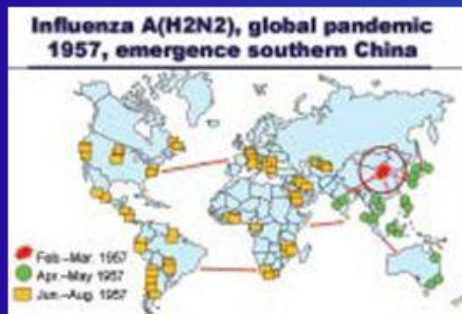 Influenza A(H2N2), global pandemic
1957, emergence southern China
Feb.-Mar. 1957
Apr.-May 1957
Jun.-Aug. 1957